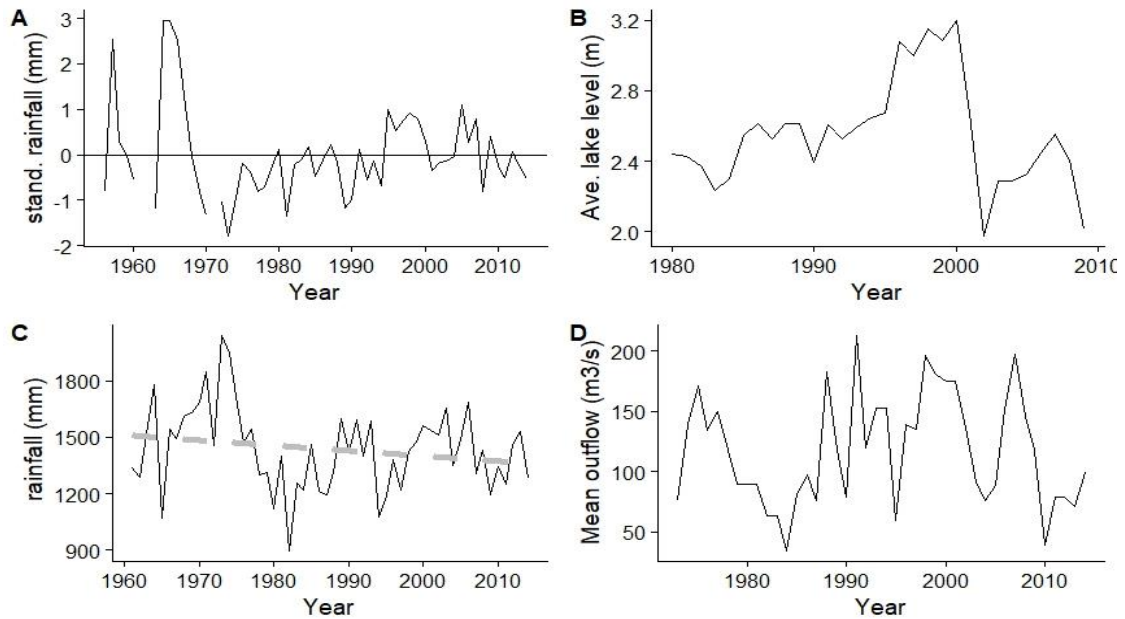 A
stand. rainfall (mm)
3
2
1
0
-1
-2
1960 1970 1980 1990 2000 2010
Year
B
Ave. lake level (m)
3.2
2.8
2.4
2.0
1980 1990 2000 2010
Year
C
rainfall (mm)
1800
1500
1200
900
1960 1970 1980 1990 2000 2010
Year
D
Mean outflow (m3/s)
200
150
100
50
1980 1990 2000 2010
Year